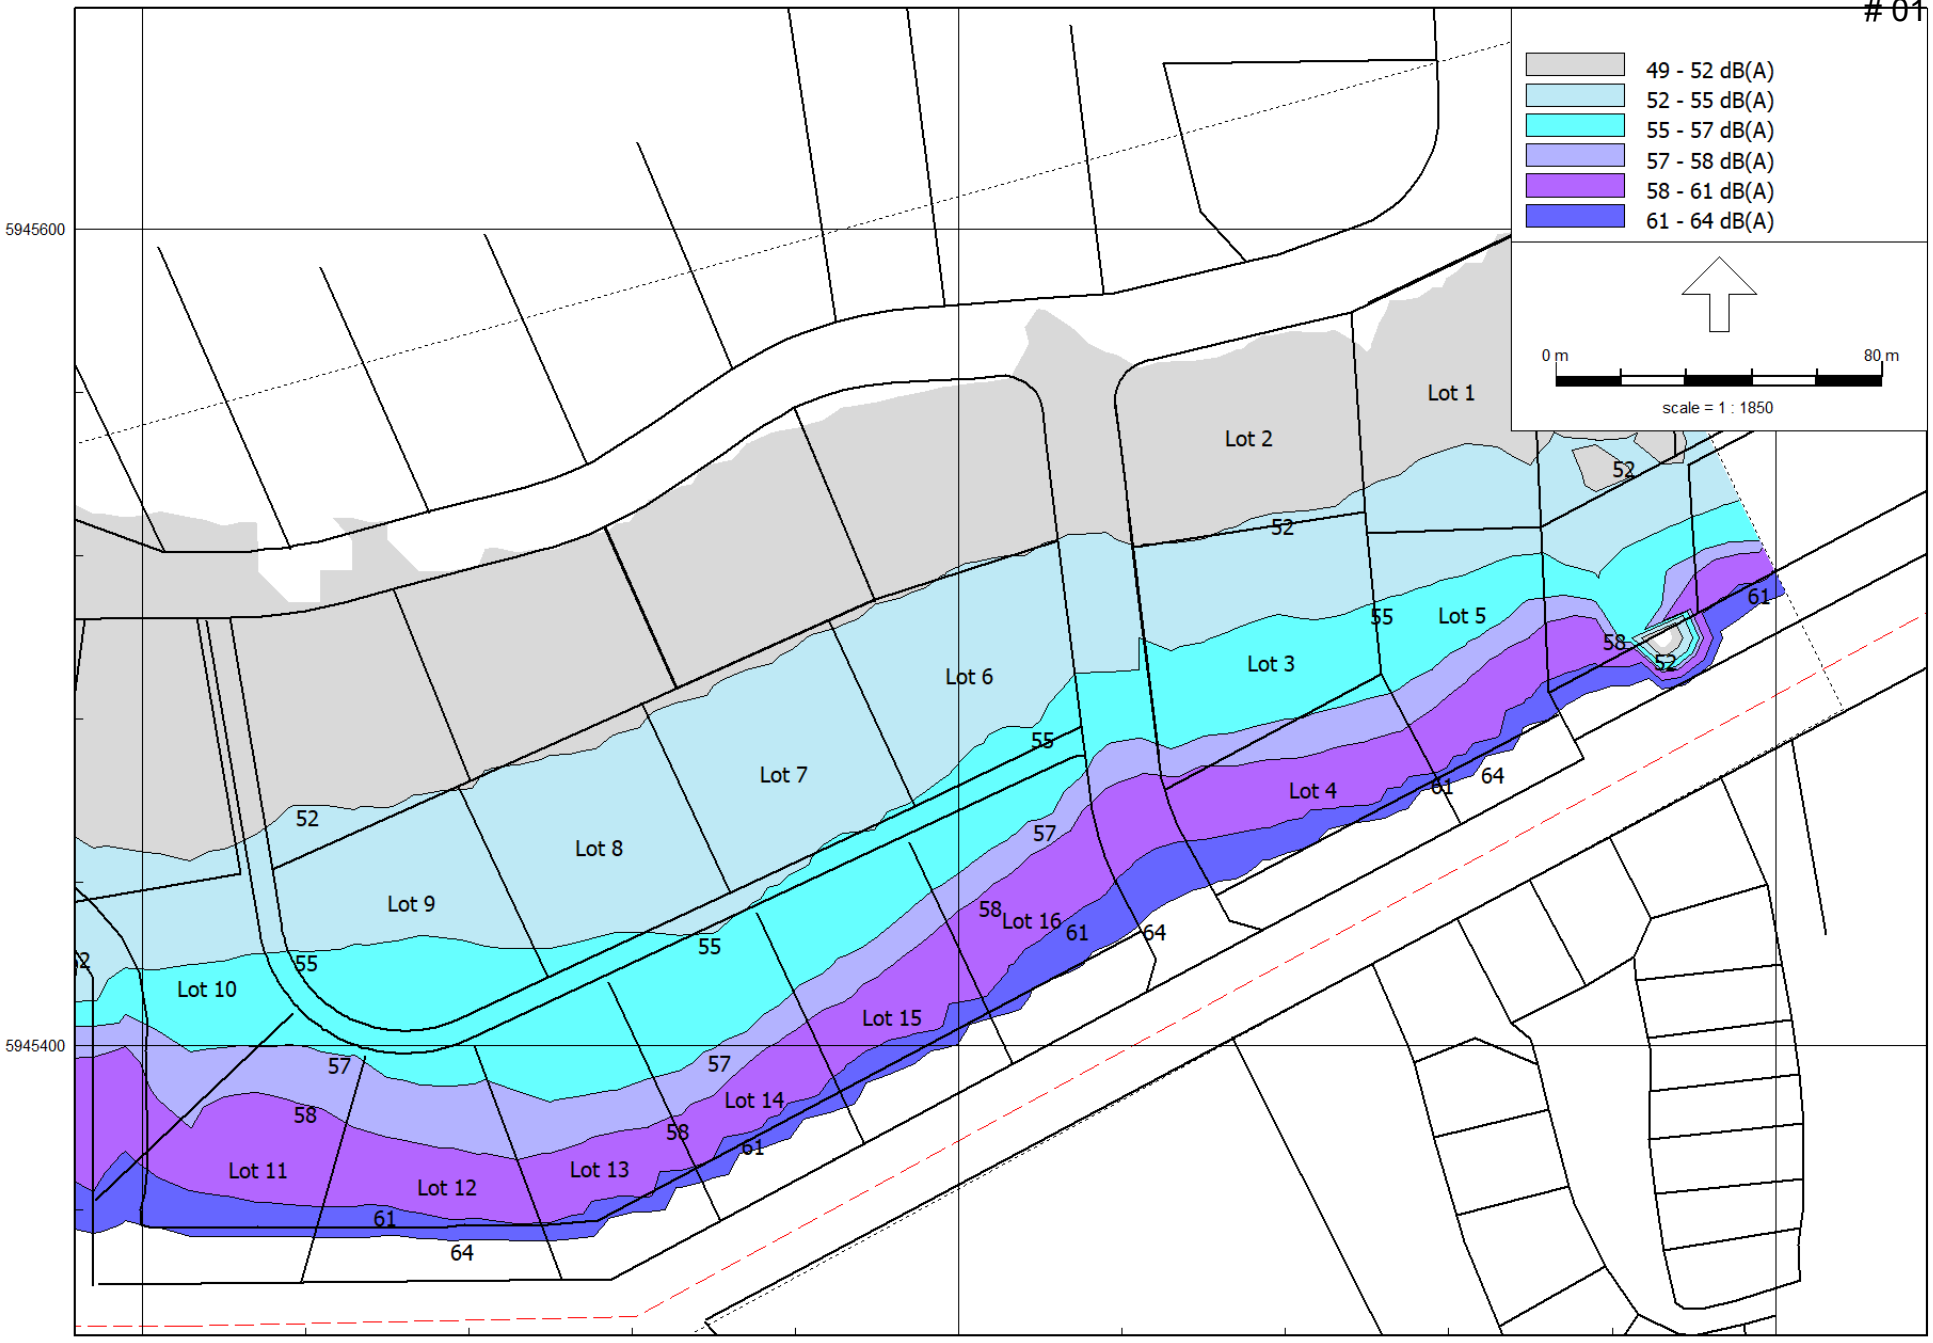 # 01
49 - 52 dB(A)
52 - 55 dB(A)
55 - 57 dB(A)
57 - 58 dB(A)
58 - 61 dB(A)
61 - 64 dB(A)
5945600
0 m 80 m
scale = 1 : 1850
Lot 1
Lot 2
52
52
Lot 5
55
61
58
52
Lot 3
Lot 6
55
Lot 7
64
61
Lot 4
52
57
Lot 8
Lot 9
58
Lot 16
61
64
55
2
55
Lot 10
Lot 15
5945400
57
57
Lot 14
58
58
61
Lot 13
Lot 11
Lot 12
61
64